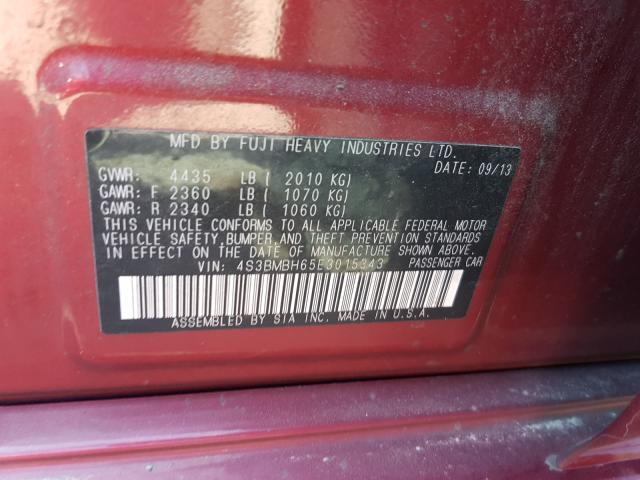 MFD BY FUJI HEAVY INDUSTRIES LTD.
DATE: 09/13
GVWR: 4435 LB ( 2010 KG)
GAWR: F 2360 LB ( 1070 KG)
GAWR: R 2340 LB ( 1060 KG)
THIS VEHICLE CONFORMS TO ALL APPLICABLE FEDERAL MOTOR
VEHICLE SAFETY, BUMPER, AND THEFT PREVENTION STANDARDS
IN EFFECT ON THE DATE OF MANUFACTURE SHOWN ABOVE.
VIN: 4S3BMBH65E3015343 PASSENGER CAR
ASSEMBLED BY SIA INC. MADE IN U.S.A.